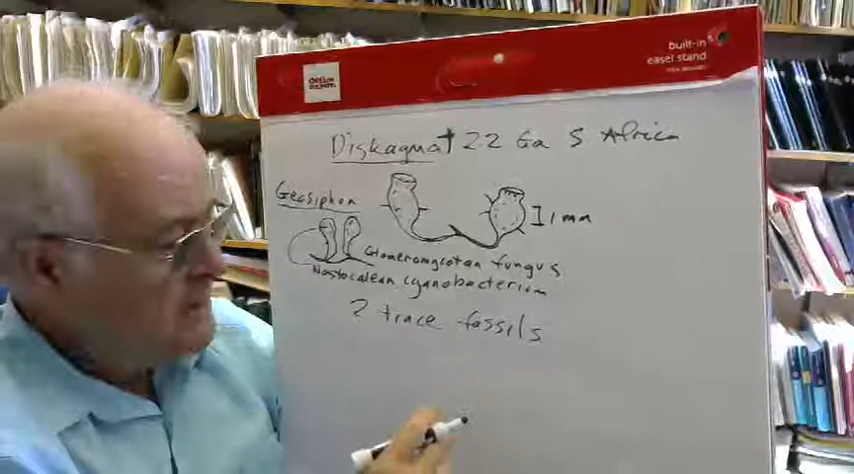 Office DEPOT
built-in
easel stand
Diskagma † 2.2 Ga S Africa
Geosiphon
1 mm
Glomeromycotan fungus
Nostocalean cyanobacterium
2 trace fossils